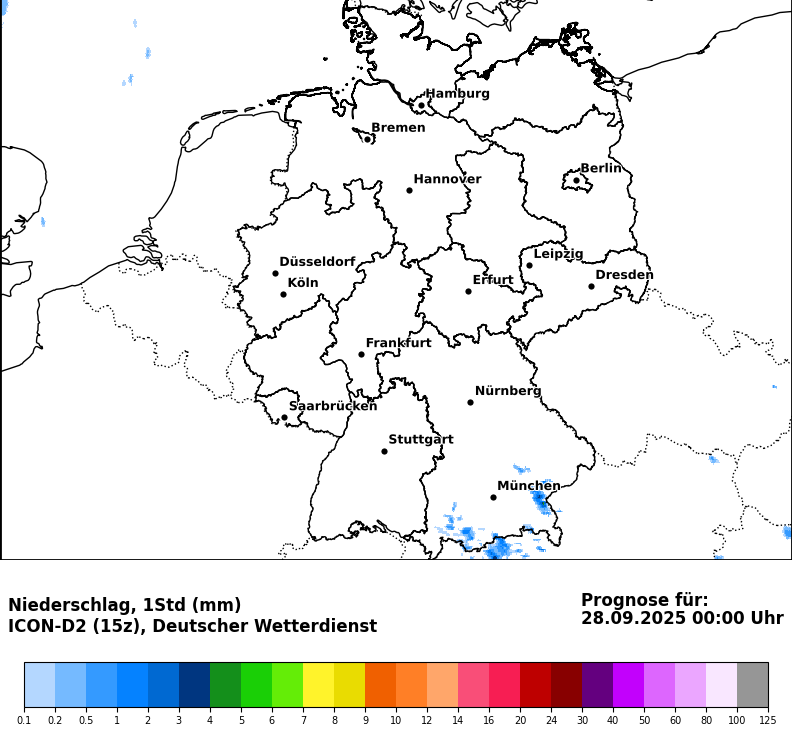 Hamburg
Bremen
Berlin
Hannover
Leipzig
Düsseldorf
Dresden
Köln
Erfurt
Frankfurt
Nürnberg
Saarbrücken
Stuttgart
München
Niederschlag, 1Std (mm)
ICON-D2 (15z), Deutscher Wetterdienst
Prognose für:
28.09.2025 00:00 Uhr
0.1 0.2 0.5 1 2 3 4 5 6 7 8 9 10 12 14 16 20 24 30 40 50 60 80 100 125